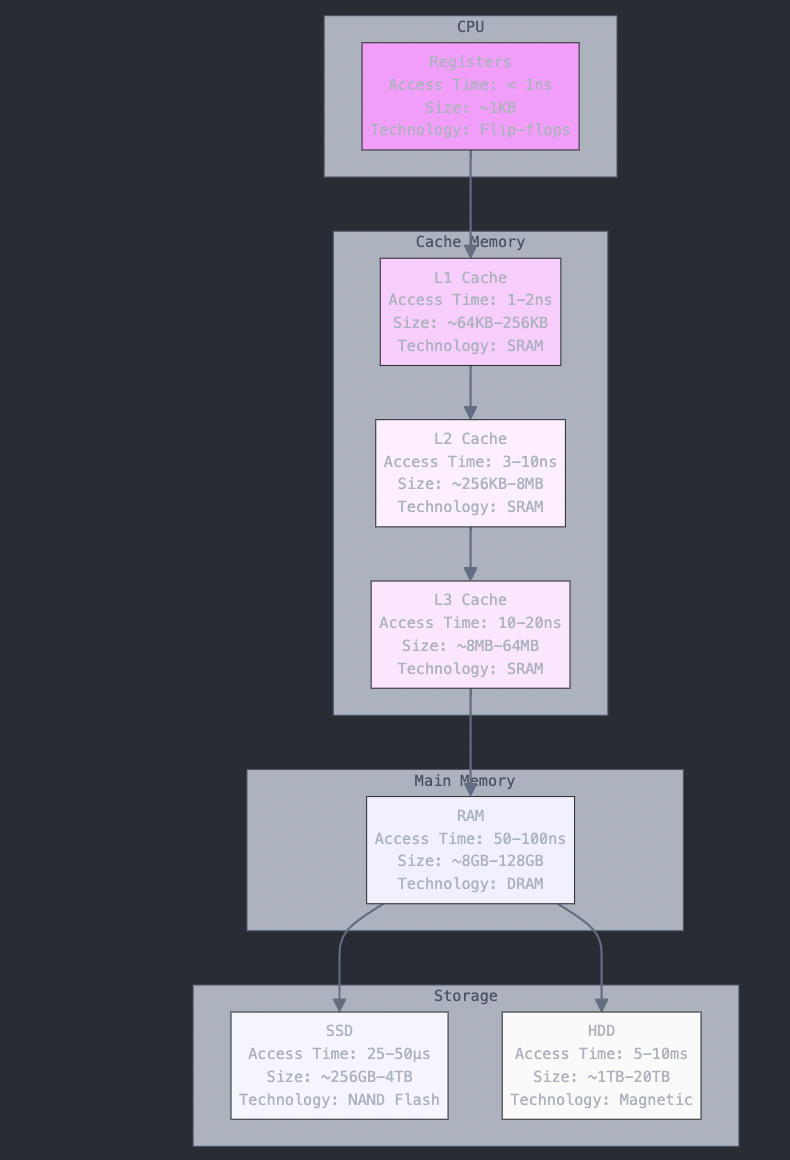 CPU
Registers
Access Time: < 1ns
Size: ~1KB
Technology: Flip-flops
Cache Memory
L1 Cache
Access Time: 1-2ns
Size: ~64KB-256KB
Technology: SRAM
L2 Cache
Access Time: 3-10ns
Size: ~256KB-8MB
Technology: SRAM
L3 Cache
Access Time: 10-20ns
Size: ~8MB-64MB
Technology: SRAM
Main Memory
RAM
Access Time: 50-100ns
Size: ~8GB-128GB
Technology: DRAM
Storage
SSD
Access Time: 25-50µs
Size: ~256GB-4TB
Technology: NAND Flash
HDD
Access Time: 5-10ms
Size: ~1TB-20TB
Technology: Magnetic